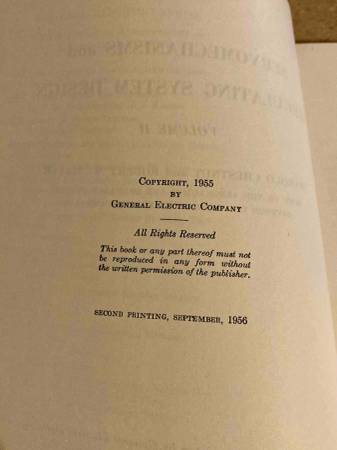 COPYRIGHT, 1955
BY
GENERAL ELECTRIC COMPANY
All Rights Reserved
This book or any part thereof must not
be reproduced in any form without
the written permission of the publisher.
SECOND PRINTING, SEPTEMBER, 1956